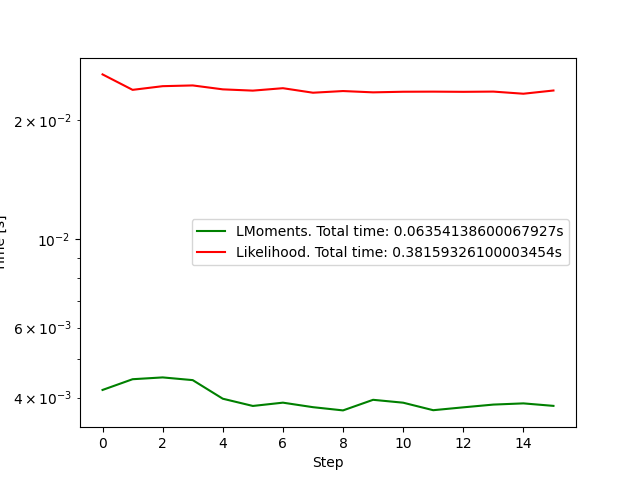 2 × 10⁻²
10⁻²
6 × 10⁻³
4 × 10⁻³
LMoments. Total time: 0.06354138600067927s
Likelihood. Total time: 0.38159326100003454s
0 2 4 6 8 10 12 14
Step